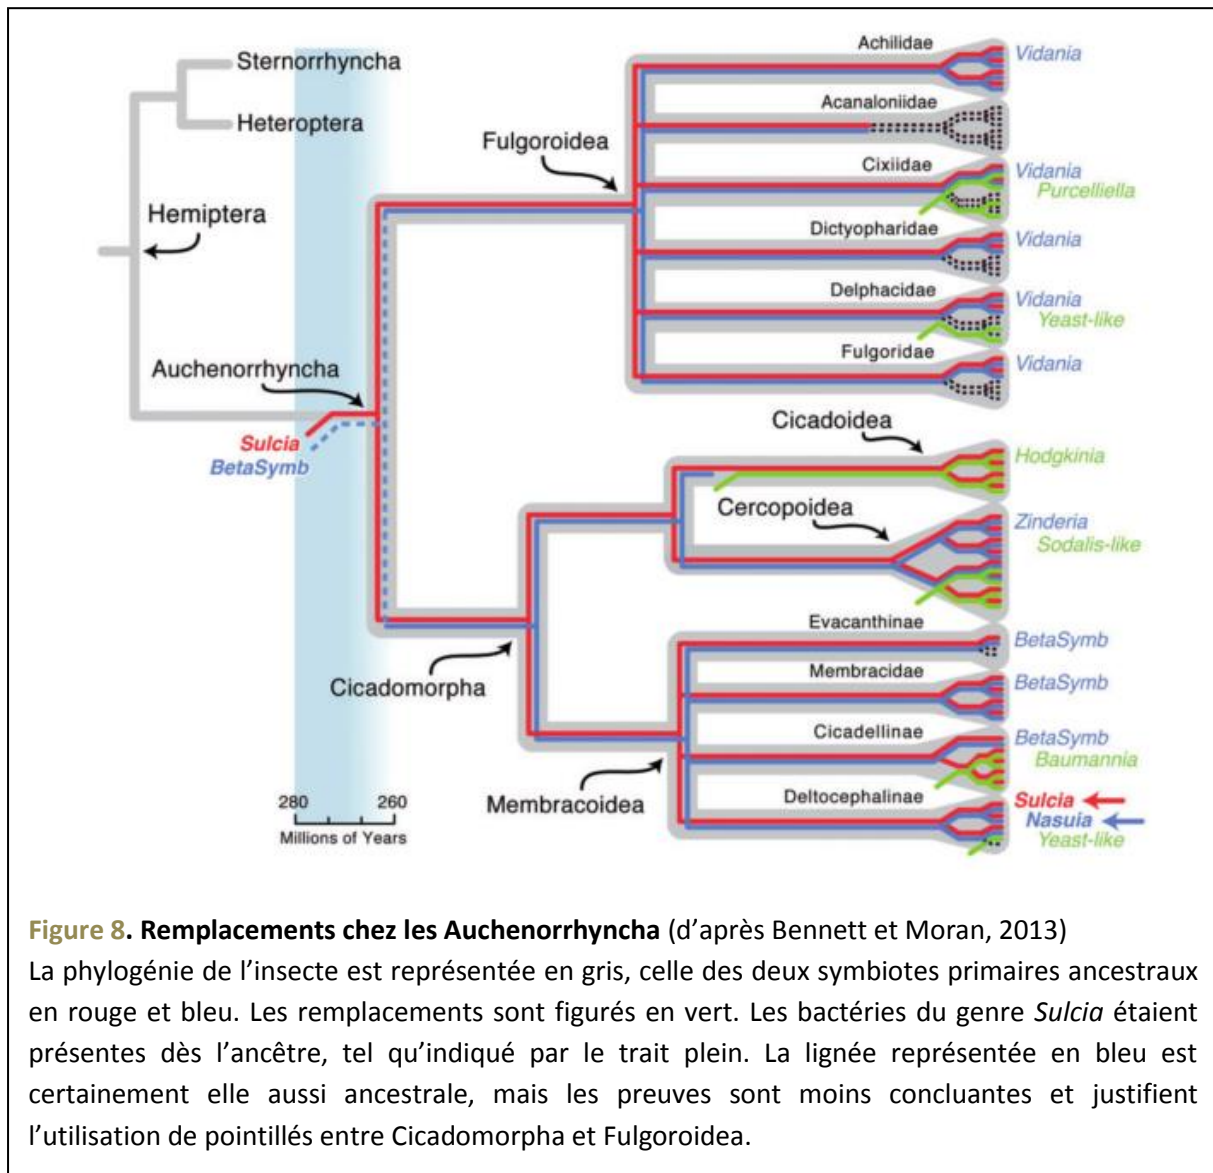 Sternorrhyncha
Heteroptera
Hemiptera
Auchenorrhyncha
Sulcia
BetaSymb
Fulgoroidea
Achilidae
Vidania
Acanaloniidae
Cixiidae
Vidania
Purcelliella
Dictyopharidae
Vidania
Delphacidae
Vidania
Yeast-like
Fulgoridae
Vidania
Cicadoidea
Hodgkinia
Cercopoidea
Zinderia
Sodalis-like
Cicadomorpha
Evacanthinae
BetaSymb
Membracidae
BetaSymb
Cicadellinae
BetaSymb
Baumannia
Membracoidea
Deltocephalinae
Sulcia
Nasuia
Yeast-like
280 260
Millions of Years
Figure 8. Remplacements chez les Auchenorrhyncha (d’après Bennett et Moran, 2013)
La phylogénie de l’insecte est représentée en gris, celle des deux symbiotes primaires ancestraux
en rouge et bleu. Les remplacements sont figurés en vert. Les bactéries du genre Sulcia étaient
présentes dès l’ancêtre, tel qu’indiqué par le trait plein. La lignée représentée en bleu est
certainement elle aussi ancestrale, mais les preuves sont moins concluantes et justifient
l’utilisation de pointillés entre Cicadomorpha et Fulgoroidea.